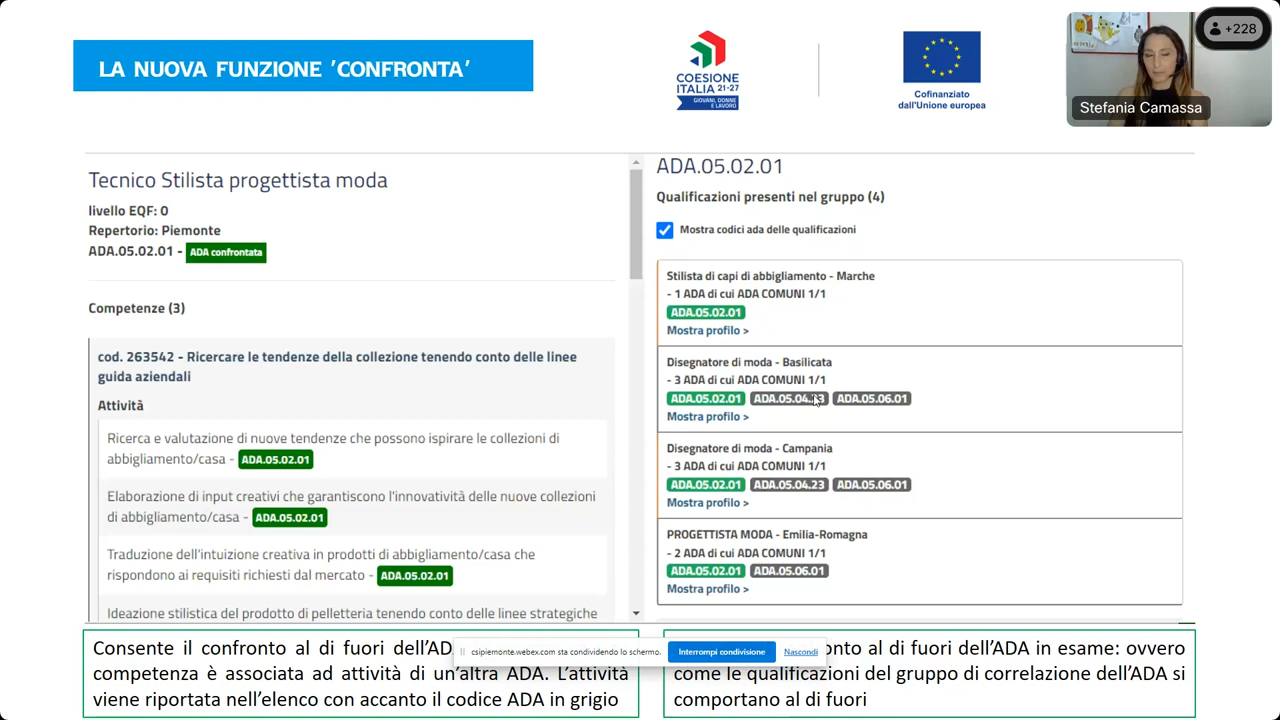 LA NUOVA FUNZIONE ’CONFRONTA’
COESIONE
ITALIA 21-27
GIOVANI, DONNE
E LAVORO
Cofinanziato
dall'Unione europea
+228
Stefania Camassa
Tecnico Stilista progettista moda
livello EQF: 0
Repertorio: Piemonte
ADA.05.02.01 - ADA confrontata
Competenze (3)
cod. 263542 - Ricercare le tendenze della collezione tenendo conto delle linee
guida aziendali
Attività
Ricerca e valutazione di nuove tendenze che possono ispirare le collezioni di
abbigliamento/casa - ADA.05.02.01
Elaborazione di input creativi che garantiscono l'innovatività delle nuove collezioni
di abbigliamento/casa - ADA.05.02.01
Traduzione dell'intuizione creativa in prodotti di abbigliamento/casa che
rispondono ai requisiti richiesti dal mercato - ADA.05.02.01
Ideazione stilistica del prodotto di pelletteria tenendo conto delle linee strategiche
ADA.05.02.01
Qualificazioni presenti nel gruppo (4)
Mostra codici ada delle qualificazioni
Stilista di capi di abbigliamento - Marche
- 1 ADA di cui ADA COMUNI 1/1
ADA.05.02.01
Mostra profilo >
Disegnatore di moda - Basilicata
- 3 ADA di cui ADA COMUNI 1/1
ADA.05.02.01 ADA.05.04.23 ADA.05.06.01
Mostra profilo >
Disegnatore di moda - Campania
- 3 ADA di cui ADA COMUNI 1/1
ADA.05.02.01 ADA.05.04.23 ADA.05.06.01
Mostra profilo >
PROGETTISTA MODA - Emilia-Romagna
- 2 ADA di cui ADA COMUNI 1/1
ADA.05.02.01 ADA.05.06.01
Mostra profilo >
Consente il confronto al di fuori dell’AD
competenza è associata ad attività di un’altra ADA. L’attività
viene riportata nell’elenco con accanto il codice ADA in grigio
csipiemonte.webex.com sta condividendo lo schermo. Interrompi condivisione Nascondi
onto al di fuori dell’ADA in esame: ovvero
come le qualificazioni del gruppo di correlazione dell’ADA si
comportano al di fuori